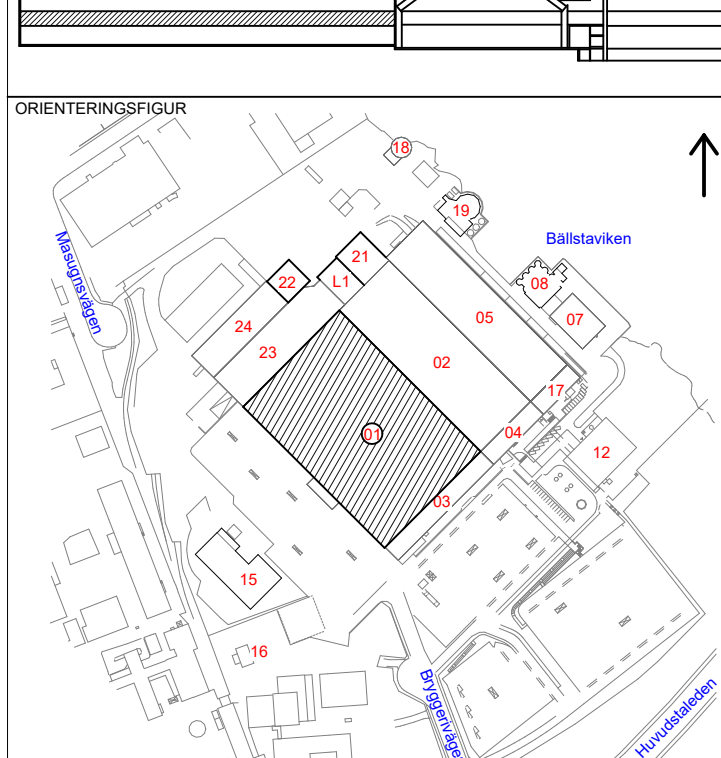 ORIENTERINGSFIGUR
18
19
Bällstaviken
Masugnsvägen
21
L1
22
08
07
05
24
23
02
17
04
01
12
03
15
16
Bryggerivägen
Huvudstaleden